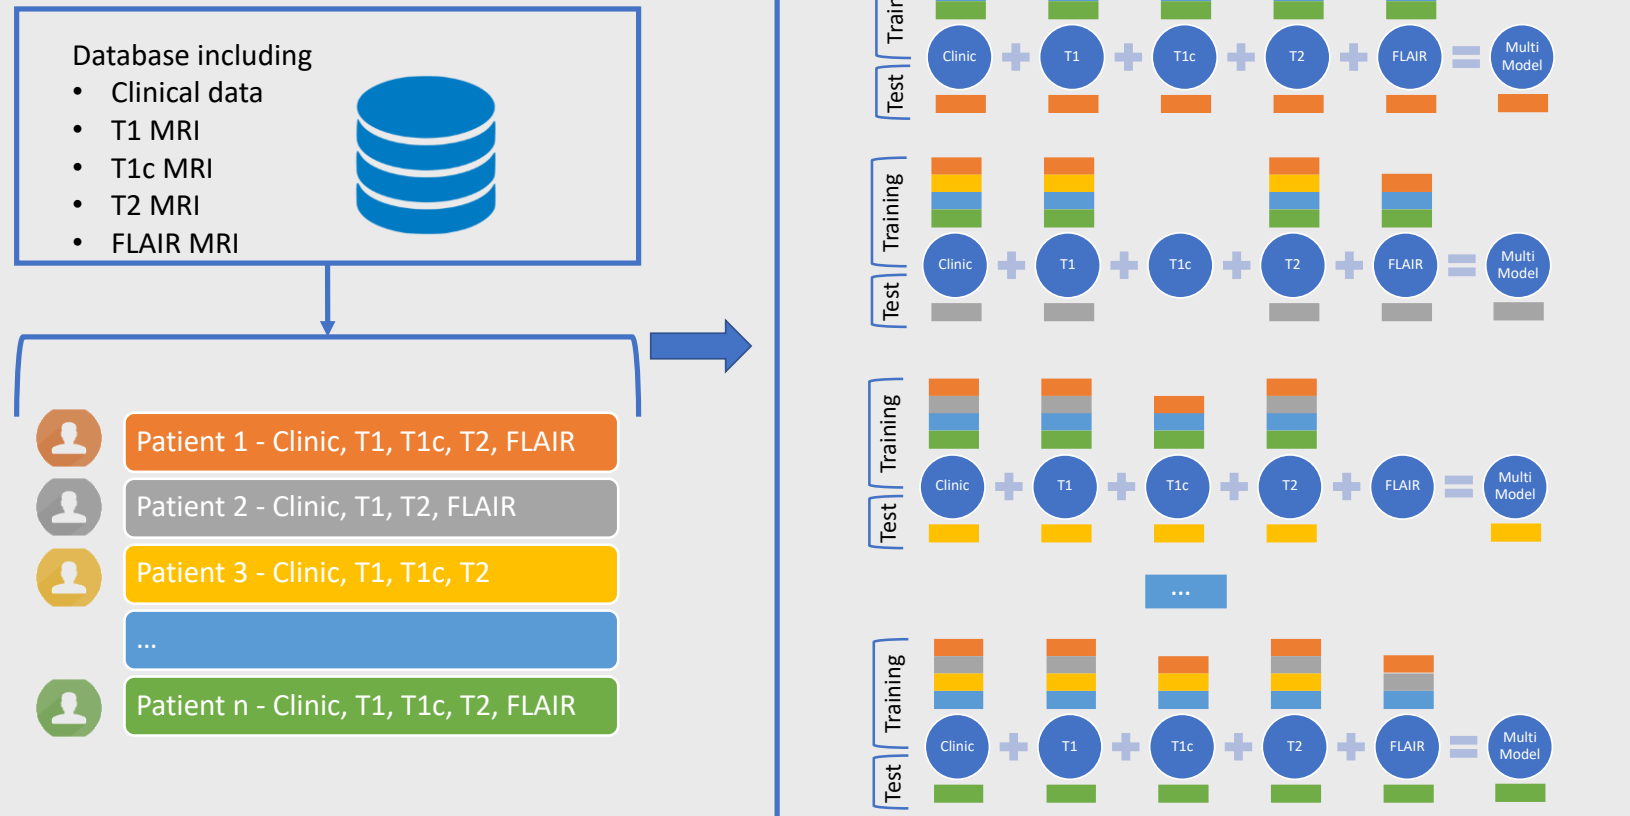 Database including
• Clinical data
• T1 MRI
• T1c MRI
• T2 MRI
• FLAIR MRI
Patient 1 - Clinic, T1, T1c, T2, FLAIR
Patient 2 - Clinic, T1, T2, FLAIR
Patient 3 - Clinic, T1, T1c, T2
...
Patient n - Clinic, T1, T1c, T2, FLAIR
Clinic + T1 + T1c + T2 + FLAIR = Multi Model
Test
Training
Clinic + T1 + T1c + T2 + FLAIR = Multi Model
Test
Training
Clinic + T1 + T1c + T2 + FLAIR = Multi Model
Test
...
Training
Clinic + T1 + T1c + T2 + FLAIR = Multi Model
Test